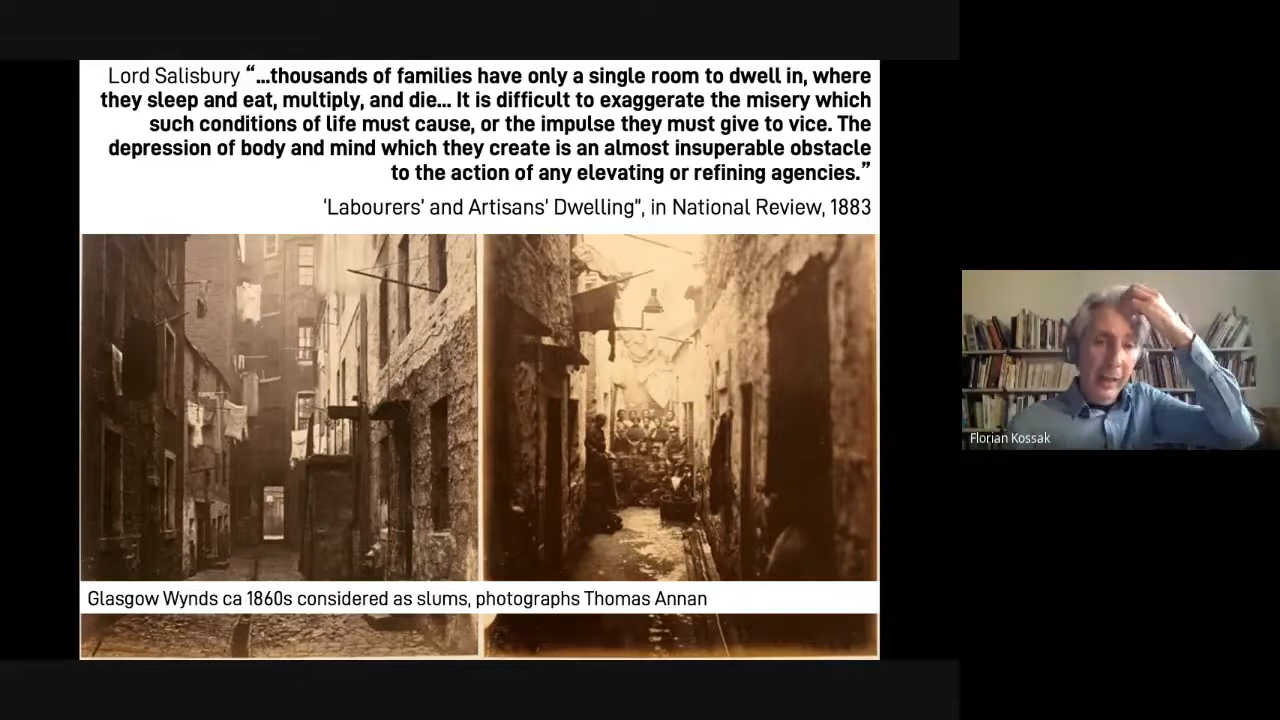 Lord Salisbury “...thousands of families have only a single room to dwell in, where
they sleep and eat, multiply, and die... It is difficult to exaggerate the misery which
such conditions of life must cause, or the impulse they must give to vice. The
depression of body and mind which they create is an almost insuperable obstacle
to the action of any elevating or refining agencies.”
‘Labourers’ and Artisans’ Dwelling”, in National Review, 1883
Glasgow Wynds ca 1860s considered as slums, photographs Thomas Annan
Florian Kossak